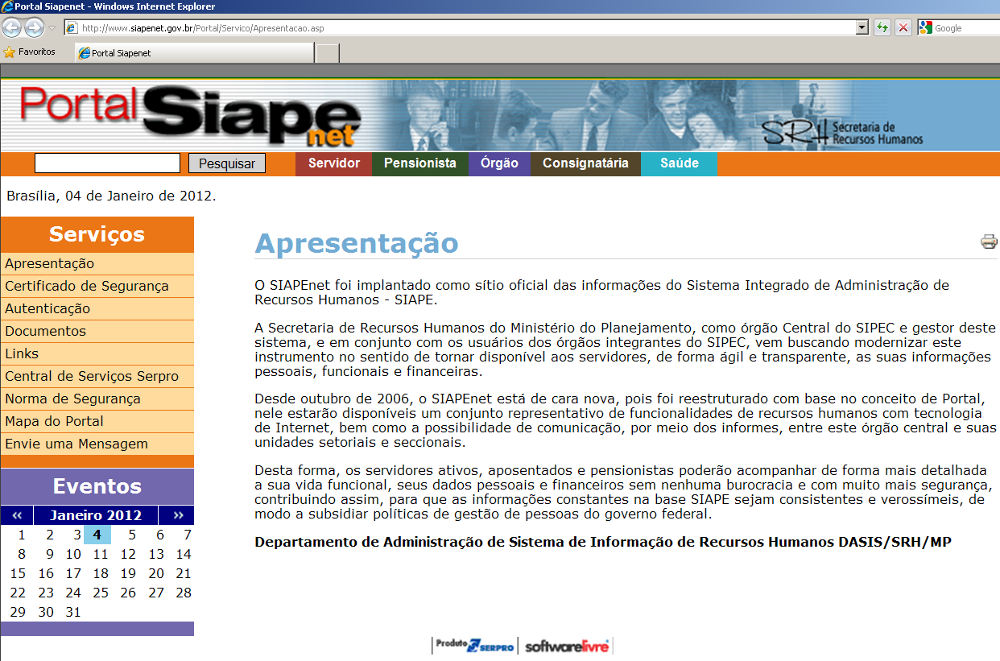 Portal Siapenet - Windows Internet Explorer
http://www.siapenet.gov.br/Portal/Servico/Apresentacao.asp
Google
Favoritos
Portal Siapenet
Portal Siape net
SRH Secretaria de Recursos Humanos
Pesquisar
Servidor
Pensionista
Órgão
Consignatária
Saúde
Brasília, 04 de Janeiro de 2012.
Serviços
Apresentação
Certificado de Segurança
Autenticação
Documentos
Links
Central de Serviços Serpro
Norma de Segurança
Mapa do Portal
Envie uma Mensagem
Eventos
« Janeiro 2012 »
1 2 3 4 5 6 7
8 9 10 11 12 13 14
15 16 17 18 19 20 21
22 23 24 25 26 27 28
29 30 31
Apresentação
O SIAPEnet foi implantado como sítio oficial das informações do Sistema Integrado de Administração de
Recursos Humanos - SIAPE.
A Secretaria de Recursos Humanos do Ministério do Planejamento, como órgão Central do SIPEC e gestor deste
sistema, e em conjunto com os usuários dos órgãos integrantes do SIPEC, vem buscando modernizar este
instrumento no sentido de tornar disponível aos servidores, de forma ágil e transparente, as suas informações
pessoais, funcionais e financeiras.
Desde outubro de 2006, o SIAPEnet está de cara nova, pois foi reestruturado com base no conceito de Portal,
nele estarão disponíveis um conjunto representativo de funcionalidades de recursos humanos com tecnologia
de Internet, bem como a possibilidade de comunicação, por meio dos informes, entre este órgão central e suas
unidades setoriais e seccionais.
Desta forma, os servidores ativos, aposentados e pensionistas poderão acompanhar de forma mais detalhada
a sua vida funcional, seus dados pessoais e financeiros sem nenhuma burocracia e com muito mais segurança,
contribuindo assim, para que as informações constantes na base SIAPE sejam consistentes e verossímeis, de
modo a subsidiar políticas de gestão de pessoas do governo federal.
Departamento de Administração de Sistema de Informação de Recursos Humanos DASIS/SRH/MP
Produto SERPRO
softwarelivre